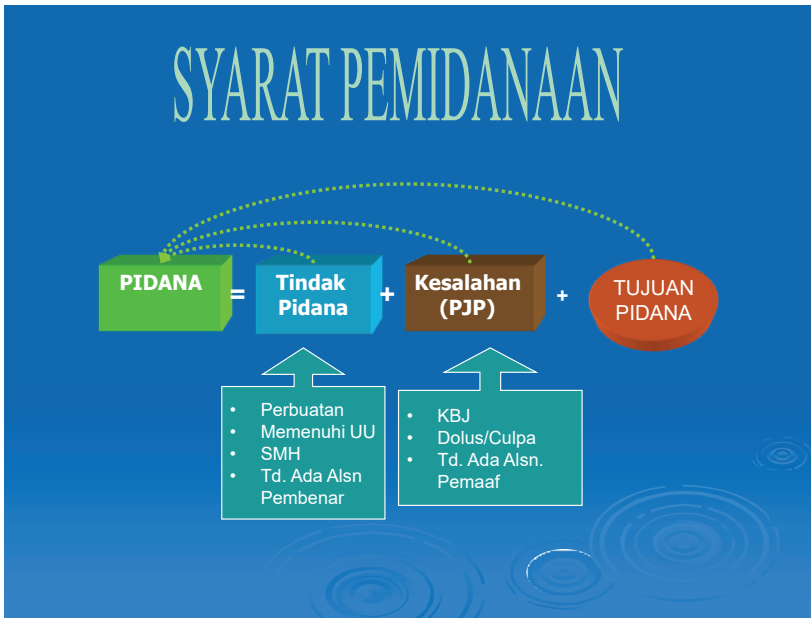 SYARAT PEMIDANAAN
PIDANA
=
Tindak
Pidana
+
Kesalahan
(PJP)
+
TUJUAN
PIDANA
• Perbuatan
• Memenuhi UU
• SMH
• Td. Ada Alsn
Pembenar
• KBJ
• Dolus/Culpa
• Td. Ada Alsn.
Pemaaf